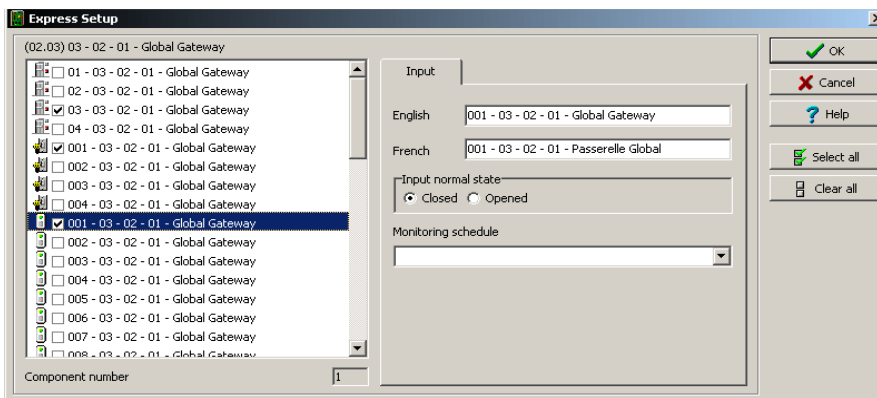 Express Setup
(02.03) 03 - 02 - 01 - Global Gateway
01 - 03 - 02 - 01 - Global Gateway
02 - 03 - 02 - 01 - Global Gateway
03 - 03 - 02 - 01 - Global Gateway
04 - 03 - 02 - 01 - Global Gateway
001 - 03 - 02 - 01 - Global Gateway
002 - 03 - 02 - 01 - Global Gateway
003 - 03 - 02 - 01 - Global Gateway
004 - 03 - 02 - 01 - Global Gateway
001 - 03 - 02 - 01 - Global Gateway
002 - 03 - 02 - 01 - Global Gateway
003 - 03 - 02 - 01 - Global Gateway
004 - 03 - 02 - 01 - Global Gateway
005 - 03 - 02 - 01 - Global Gateway
006 - 03 - 02 - 01 - Global Gateway
007 - 03 - 02 - 01 - Global Gateway
008 - 03 - 02 - 01 - Global Gateway
Component number 1
Input
English 001 - 03 - 02 - 01 - Global Gateway
French 001 - 03 - 02 - 01 - Passerelle Global
Input normal state
Closed Opened
Monitoring schedule
OK
Cancel
? Help
Select all
Clear all